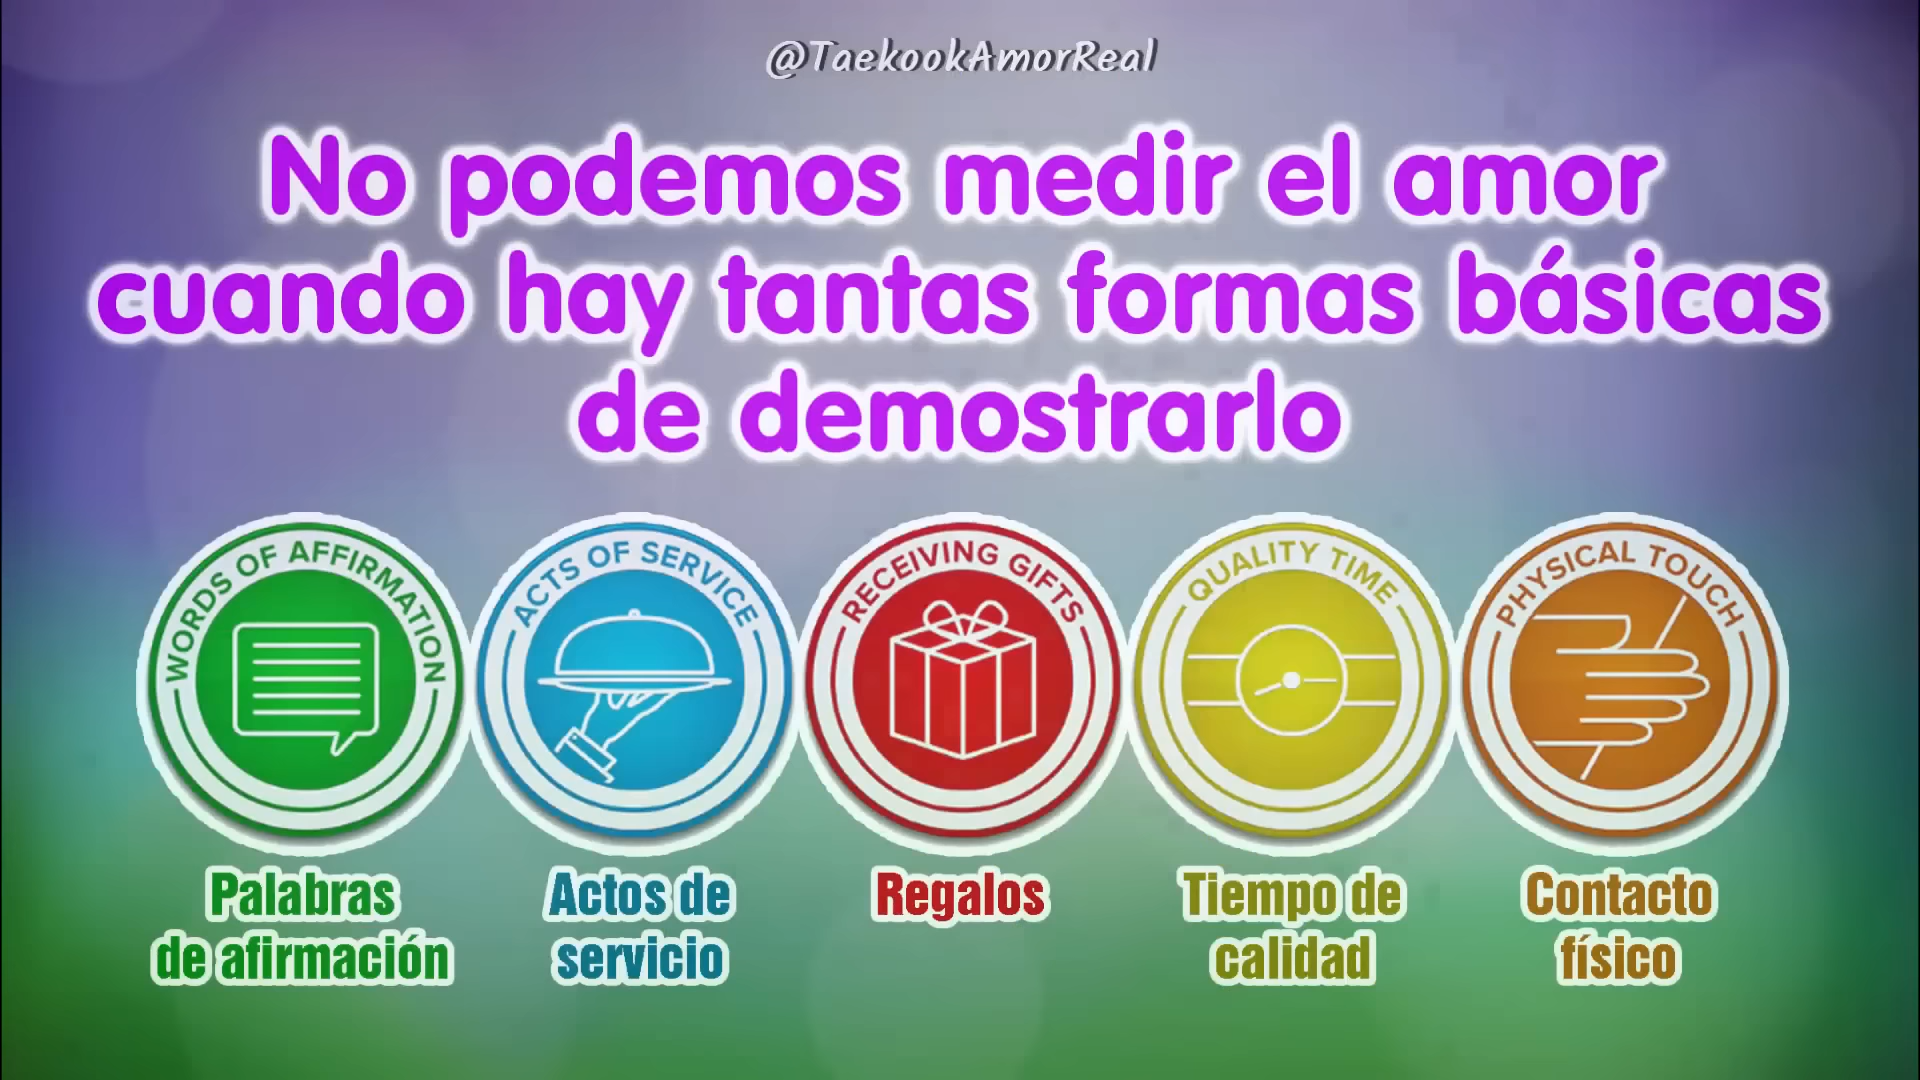 @TaekookAmorReal
No podemos medir el amor
cuando hay tantas formas básicas
de demostrarlo
WORDS OF AFFIRMATION
ACTS OF SERVICE
RECEIVING GIFTS
QUALITY TIME
PHYSICAL TOUCH
Palabras
de afirmación
Actos de
servicio
Regalos
Tiempo de
calidad
Contacto
físico